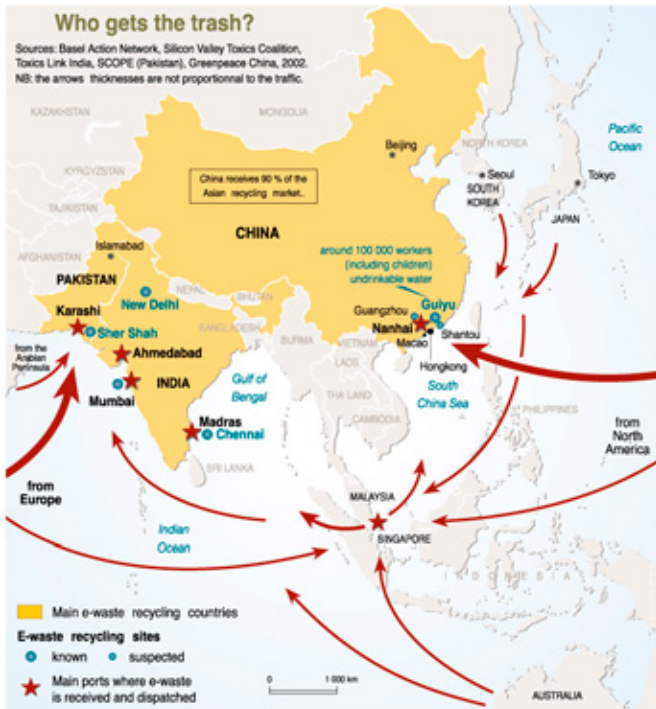 Who gets the trash?
Sources: Basel Action Network, Silicon Valley Toxics Coalition,
Toxics Link India, SCOPE (Pakistan), Greenpeace China, 2002.
NB: the arrows thicknesses are not proportionnal to the traffic.
KAZAKHSTAN
MONGOLIA
Pacific
Ocean
Beijing
NORTH KOREA
KYRGYZSTAN
Seoul
SOUTH
KOREA
Tokyo
JAPAN
China receives 90 % of the
Asian recycling market..
TAJIKISTAN
CHINA
AFGHANISTAN
Islamabad
around 100 000 workers
(including children)
undrinkable water
PAKISTAN
New Delhi
NEPAL
BHUTAN
Karashi
Sher Shah
BANGLADESH
Guangzhou
Guiyu
Nanhai
Shantou
Macao
Hongkong
from the
Arabian
Peninsula
Ahmedabad
INDIA
Mumbai
BURMA
VIETNAM
LAOS
Gulf of
Bengal
THAILAND
South
China Sea
CAMBODIA
PHILIPPINES
Madras
Chennai
SRI LANKA
from
North
America
from
Europe
MALAYSIA
SINGAPORE
Indian
Ocean
INDONESIA
Main e-waste recycling countries
E-waste recycling sites
known
suspected
Main ports where e-waste
is received and dispatched
0
1 000 km
AUSTRALIA